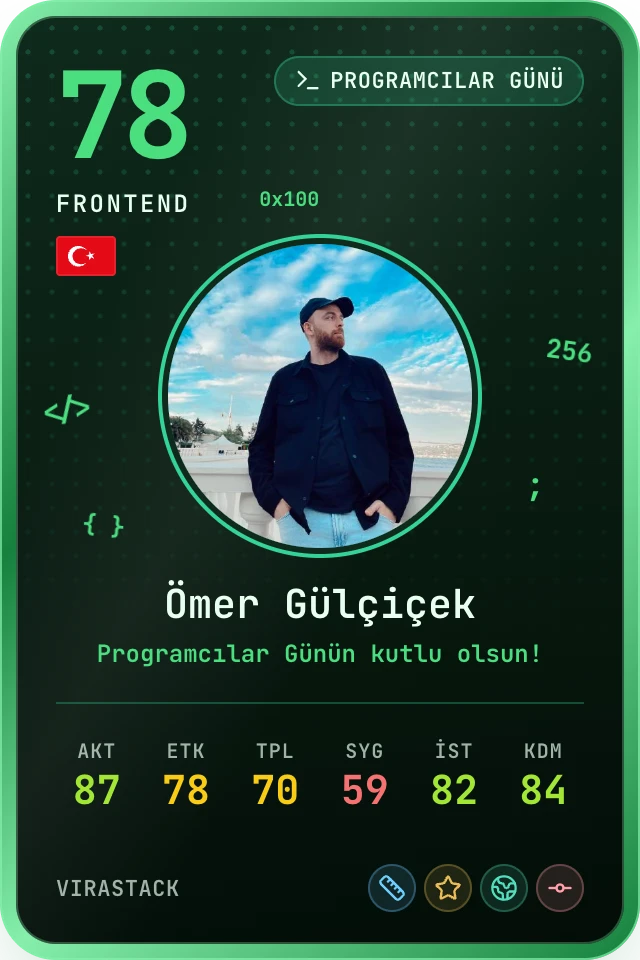 78
>_ PROGRAMCILAR GÜNÜ
FRONTEND
0x100
256
</>
;
{ }
Ömer Gülçiçek
Programcılar Günün kutlu olsun!
AKT ETK TPL SYG İST KDM
87 78 70 59 82 84
VIRASTACK